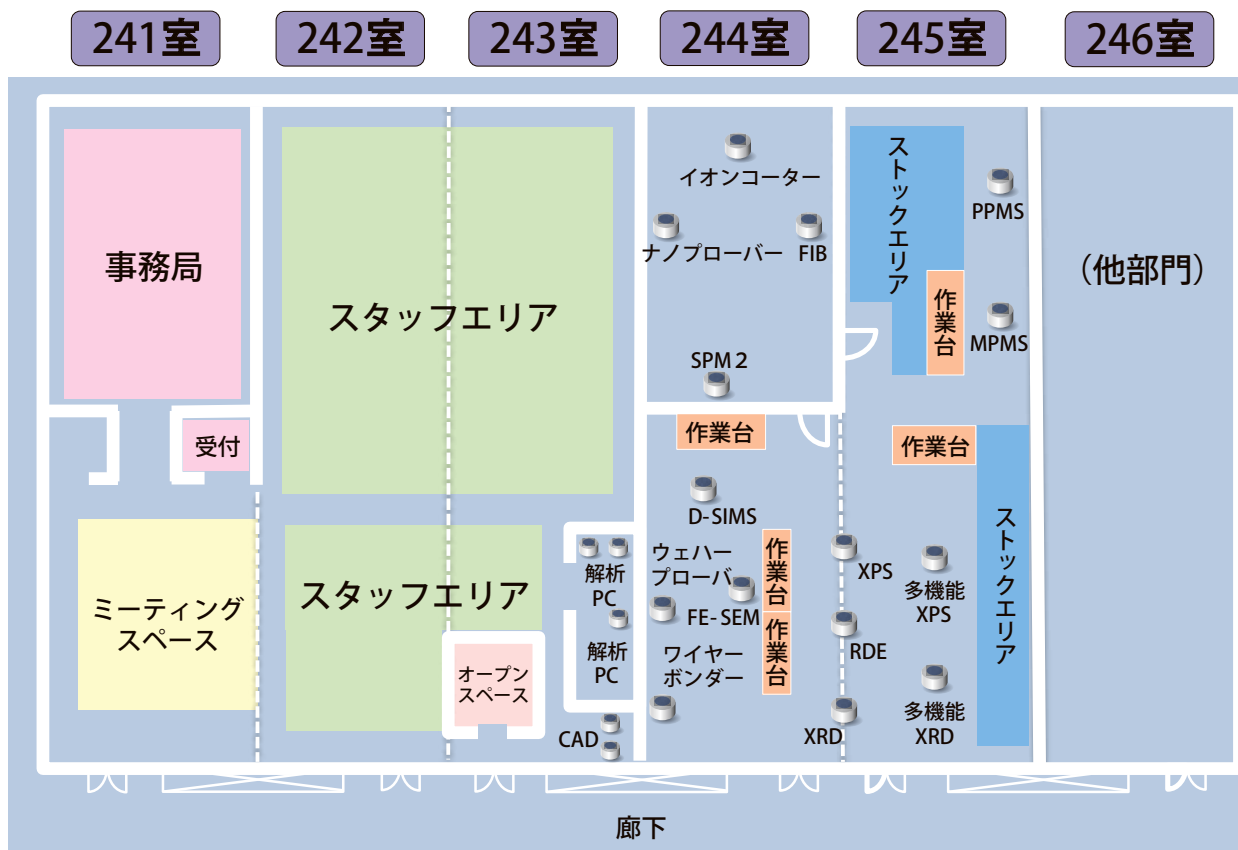 241室
242室
243室
244室
245室
246室
事務局
受付
ミーティング
スペース
スタッフエリア
スタッフエリア
オープン
スペース
解析
PC
解析
PC
CAD
イオンコーター
ナノプローバー
FIB
SPM２
作業台
D-SIMS
ウェハー
プローバ
FE-SEM
作業台
作業台
ワイヤー
ボンダー
ストックエリア
作業台
PPMS
MPMS
作業台
ストックエリア
XPS
多機能
XPS
RDE
XRD
多機能
XRD
（他部門）
廊下